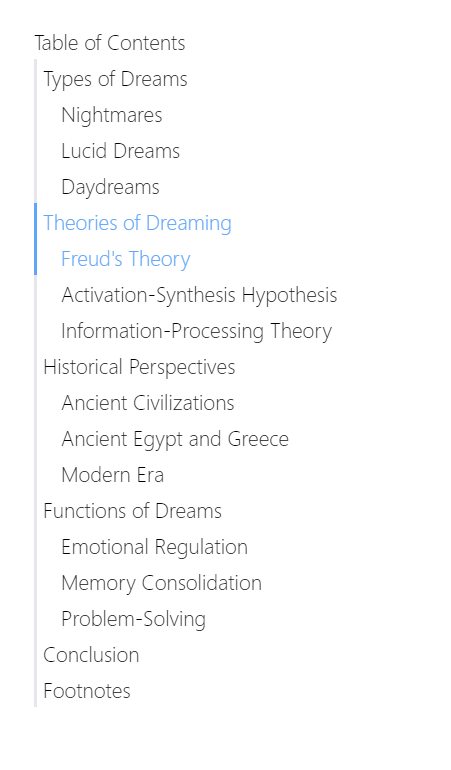 Table of Contents
Types of Dreams
Nightmares
Lucid Dreams
Daydreams
Theories of Dreaming
Freud's Theory
Activation-Synthesis Hypothesis
Information-Processing Theory
Historical Perspectives
Ancient Civilizations
Ancient Egypt and Greece
Modern Era
Functions of Dreams
Emotional Regulation
Memory Consolidation
Problem-Solving
Conclusion
Footnotes